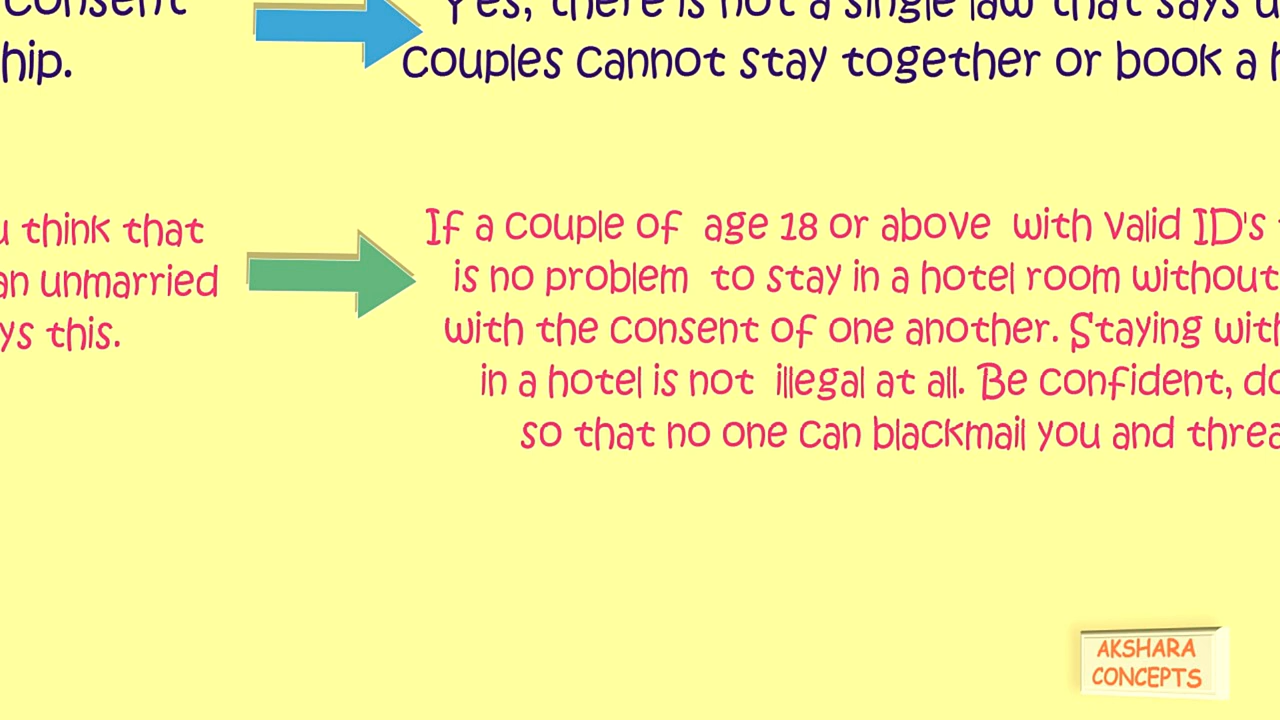 consent
hip.
Yes, there is not a single law that says
couples cannot stay together or book a
think that
an unmarried
ys this.
If a couple of age 18 or above with valid ID's
is no problem to stay in a hotel room without
with the consent of one another. Staying with
in a hotel is not illegal at all. Be confident, do
so that no one can blackmail you and threa
AKSHARA
CONCEPTS